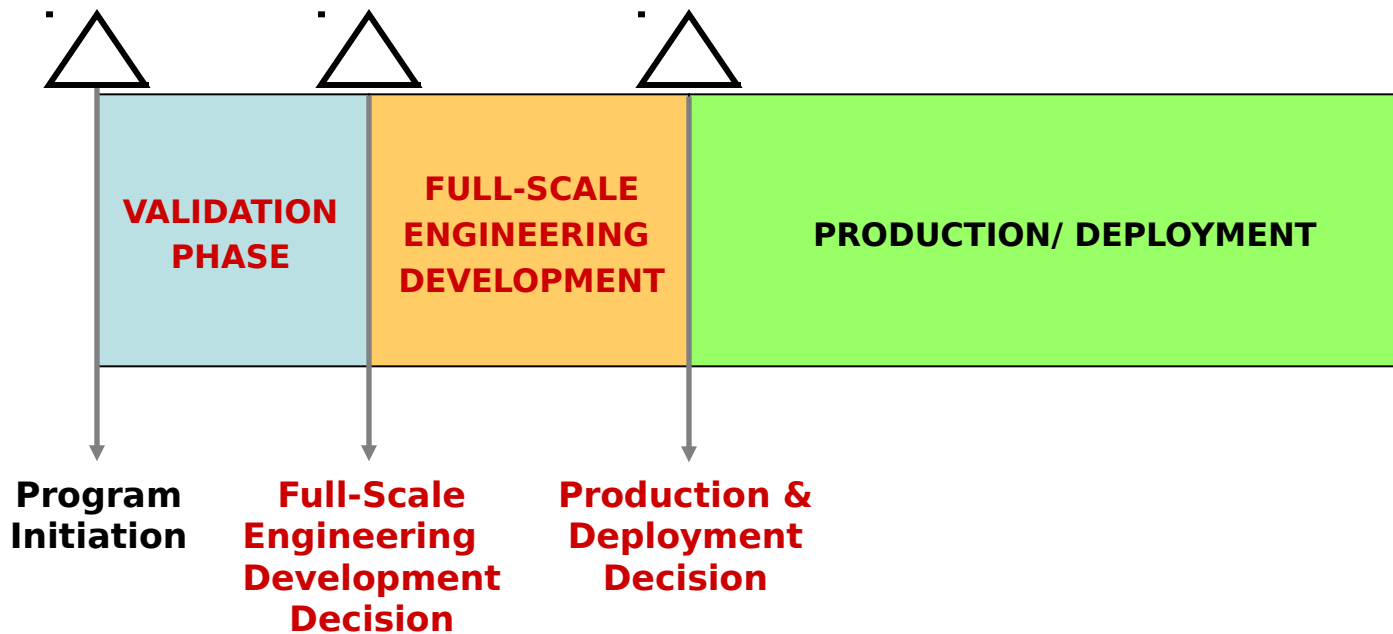 VALIDATION
PHASE
FULL-SCALE
ENGINEERING
DEVELOPMENT
PRODUCTION/ DEPLOYMENT
Program
Initiation
Full-Scale
Engineering
Development
Decision
Production &
Deployment
Decision